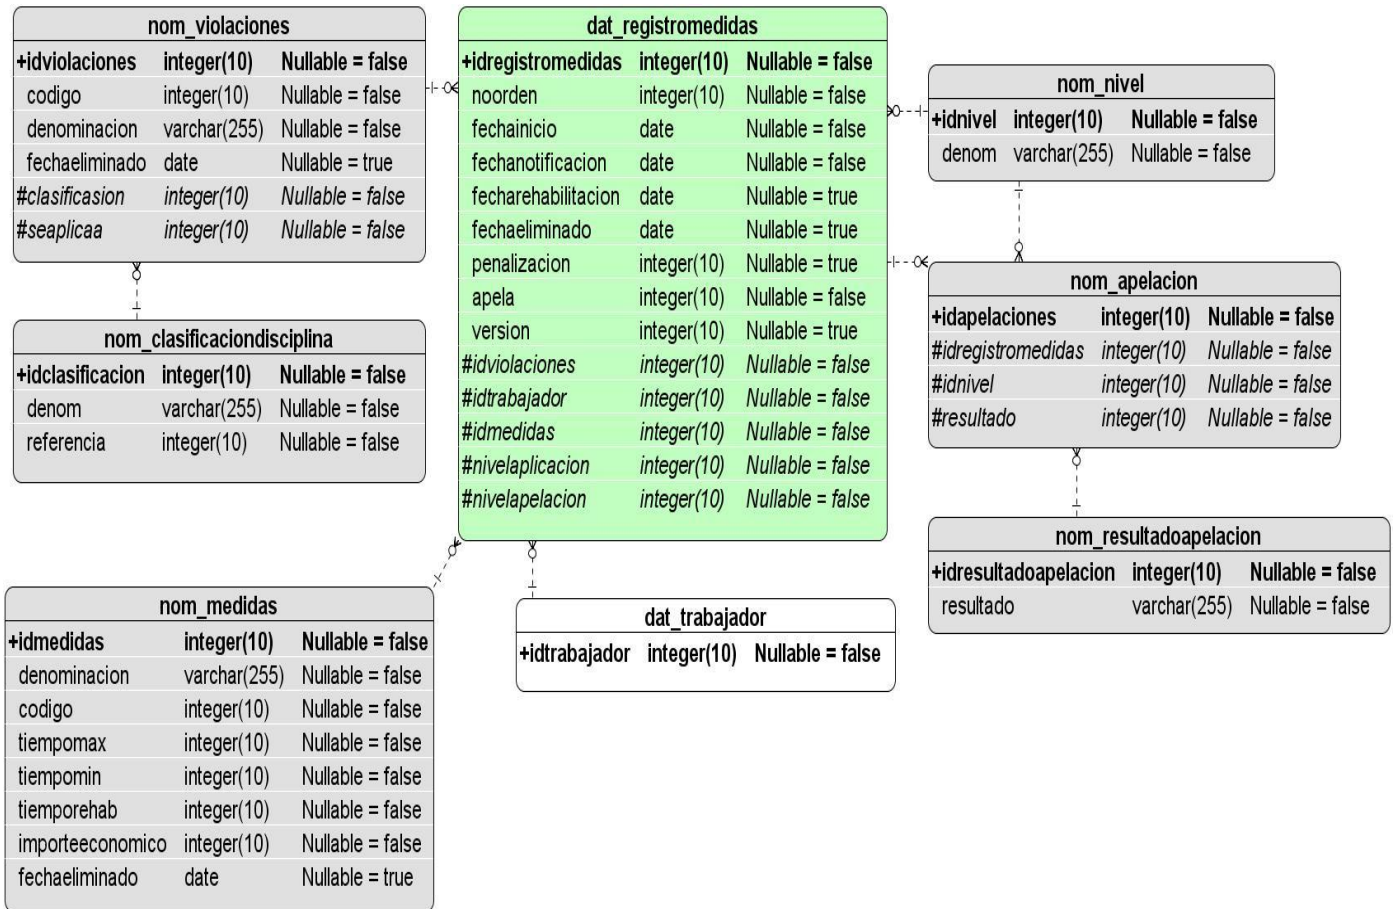 nom_violaciones
+idviolaciones integer(10) Nullable = false
codigo integer(10) Nullable = false
denominacion varchar(255) Nullable = false
fechaeliminado date Nullable = true
#clasificasion integer(10) Nullable = false
#seaplicaa integer(10) Nullable = false
nom_clasificaciondisciplina
+idclasificacion integer(10) Nullable = false
denom varchar(255) Nullable = false
referencia integer(10) Nullable = false
dat_registromedidas
+idregistromedidas integer(10) Nullable = false
noorden integer(10) Nullable = false
fechainicio date Nullable = false
fechanotificacion date Nullable = false
fecharehabilitacion date Nullable = true
fechaeliminado date Nullable = true
penalizacion integer(10) Nullable = true
apela integer(10) Nullable = false
version integer(10) Nullable = true
#idviolaciones integer(10) Nullable = false
#idtrabajador integer(10) Nullable = false
#idmedidas integer(10) Nullable = false
#nivelaplicacion integer(10) Nullable = false
#nivelapelacion integer(10) Nullable = false
nom_nivel
+idnivel integer(10) Nullable = false
denom varchar(255) Nullable = false
nom_apelacion
+idapelaciones integer(10) Nullable = false
#idregistromedidas integer(10) Nullable = false
#idnivel integer(10) Nullable = false
#resultado integer(10) Nullable = false
nom_resultadoapelacion
+idresultadoapelacion integer(10) Nullable = false
resultado varchar(255) Nullable = false
nom_medidas
+idmedidas integer(10) Nullable = false
denominacion varchar(255) Nullable = false
codigo integer(10) Nullable = false
tiempomax integer(10) Nullable = false
tiempomin integer(10) Nullable = false
tiemporehab integer(10) Nullable = false
importeeconomico integer(10) Nullable = false
fechaeliminado date Nullable = true
dat_trabajador
+idtrabajador integer(10) Nullable = false